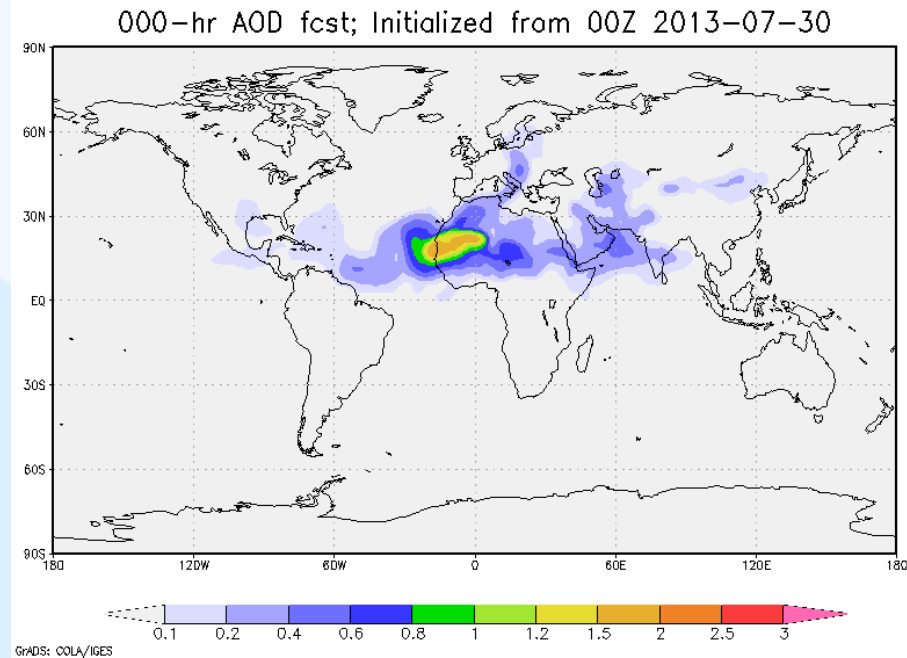 000-hr AOD fcst; Initialized from 00Z 2013-07-30
90N
60N
30N
EQ
30S
60S
90S
180 120W 60W 0 60E 120E 180
0.1 0.2 0.4 0.6 0.8 1 1.2 1.5 2 2.5 3
GrADS: COLA/IGES